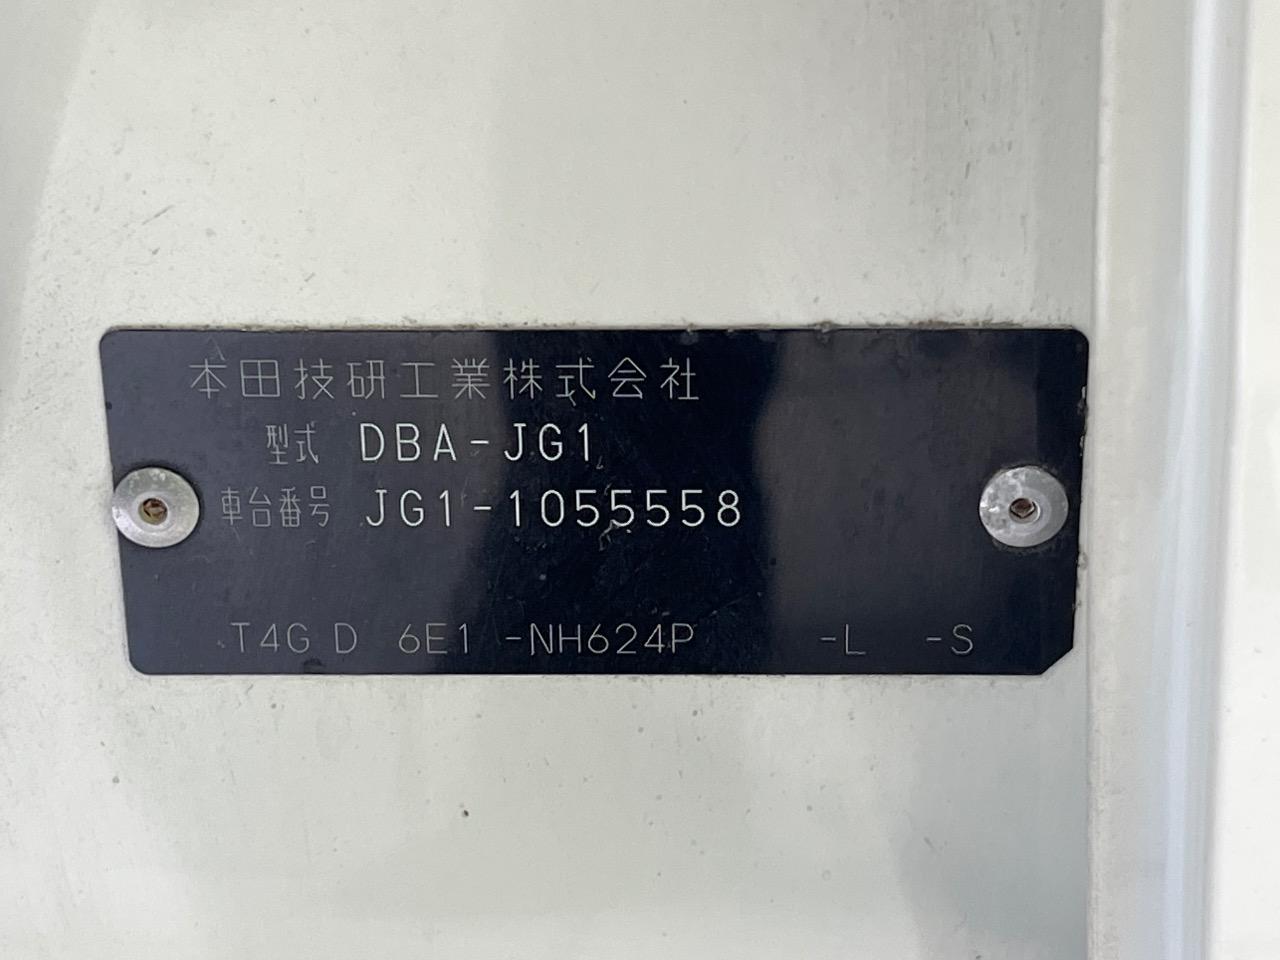 本田技研工業株式会社
型式 DBA-JG1
車台番号 JG1-1055558
T4G D 6E1 -NH624P -L -S